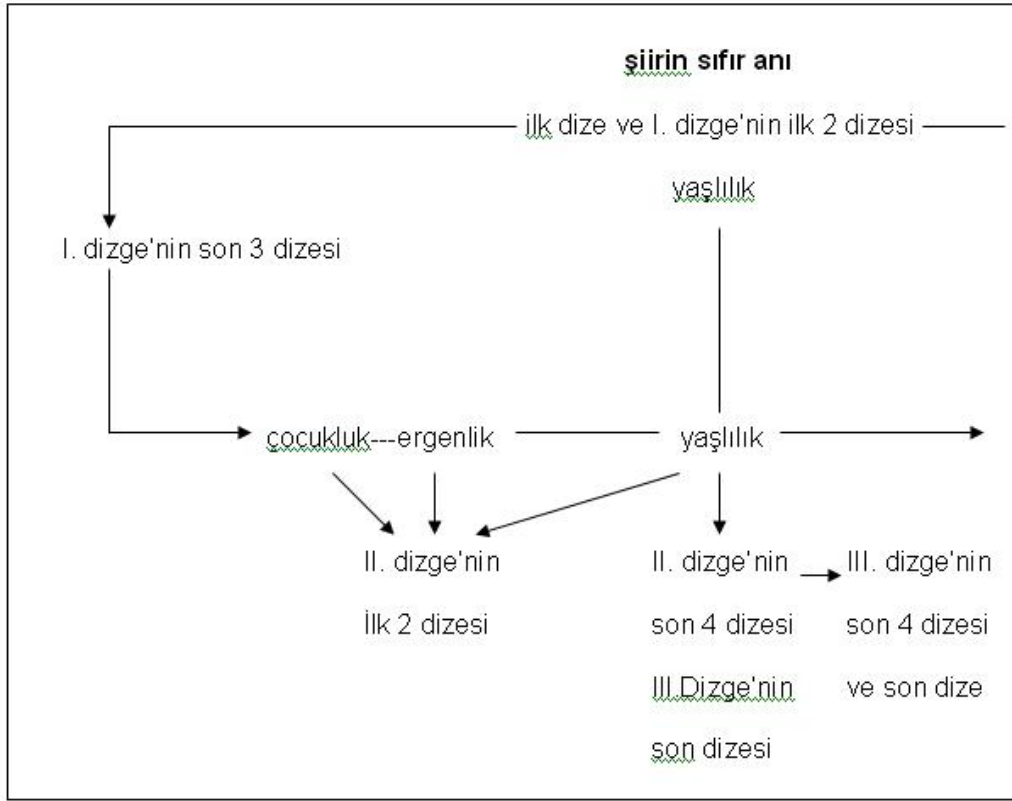 şiirin sıfır anı
ilk dize ve I. dizge'nin ilk 2 dizesi
yaşlılık
I. dizge'nin son 3 dizesi
çocukluk---ergenlik
yaşlılık
II. dizge'nin
İlk 2 dizesi
II. dizge'nin
son 4 dizesi
III.Dizge'nin
son dizesi
III. dizge'nin
son 4 dizesi
ve son dize